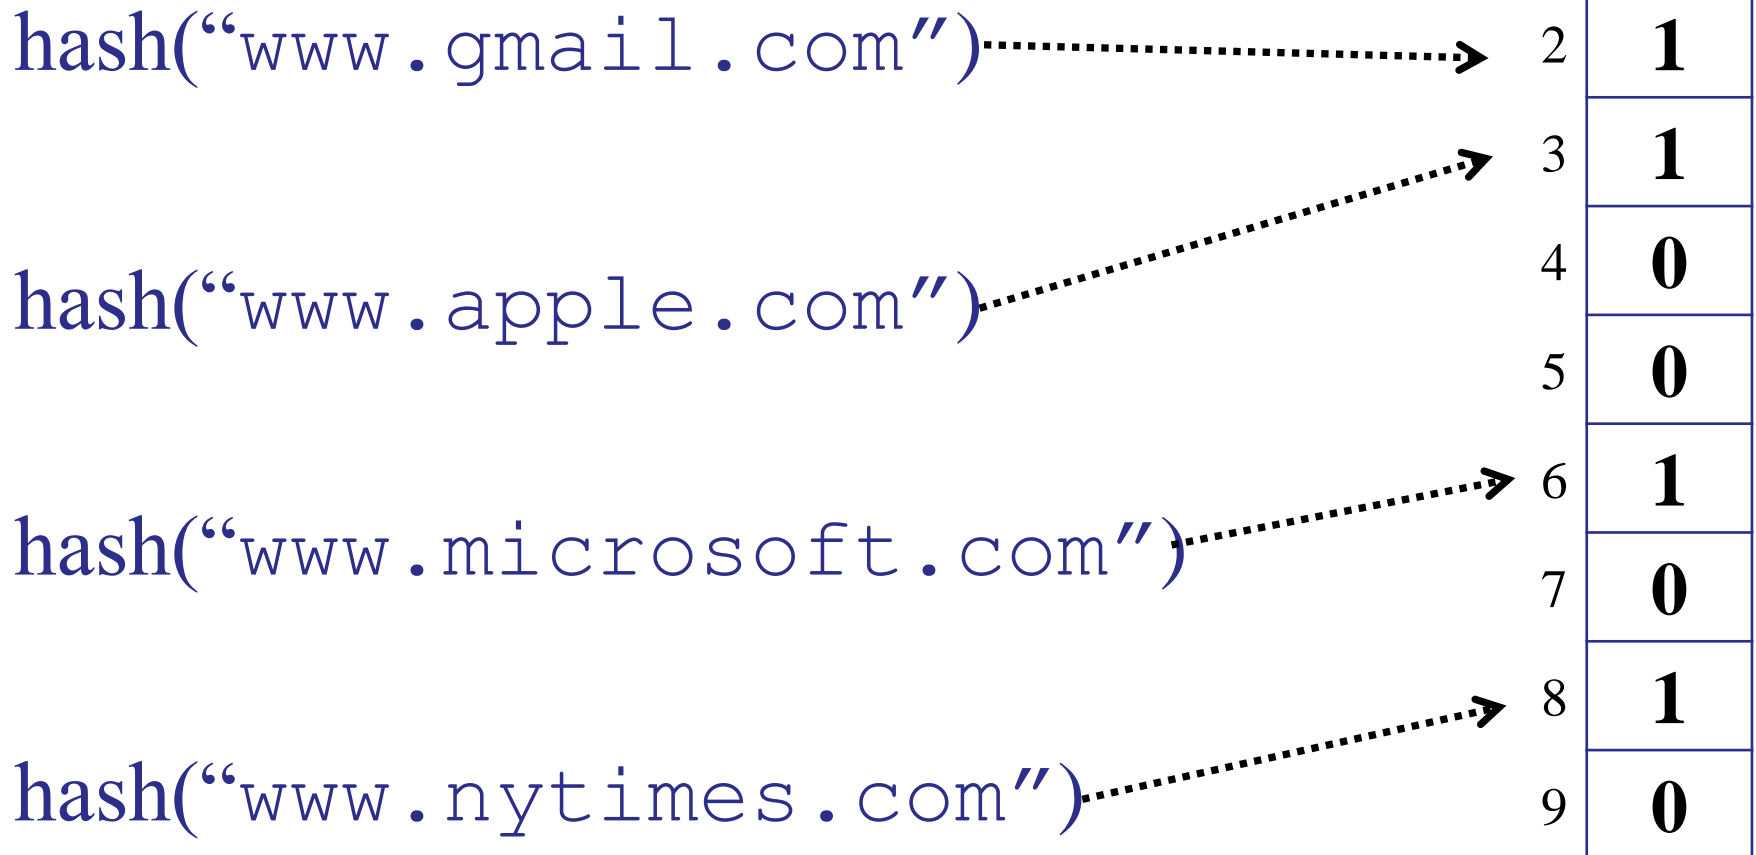 hash(“www.gmail.com″) 2 1
3 1
hash(“www.apple.com″) 4 0
5 0
hash(“www.microsoft.com″) 6 1
7 0
8 1
hash(“www.nytimes.com″) 9 0